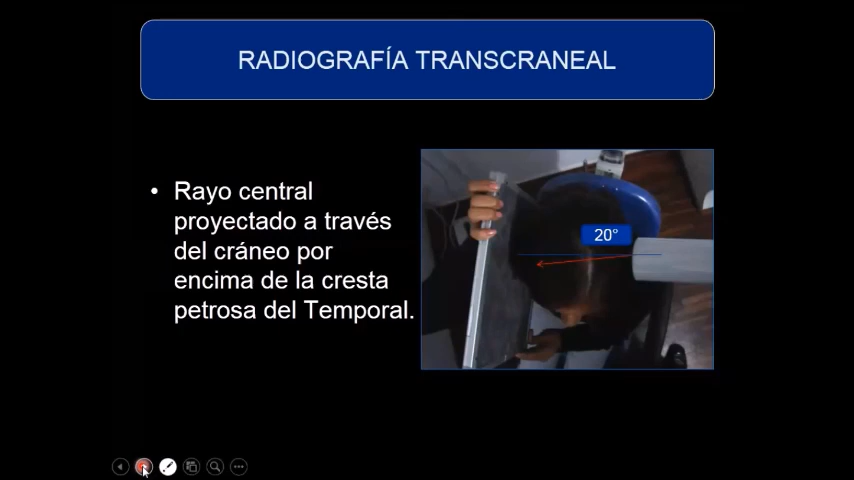 RADIOGRAFÍA TRANSCRANEAL
• Rayo central
proyectado a través
del cráneo por
encima de la cresta
petrosa del Temporal.
20°